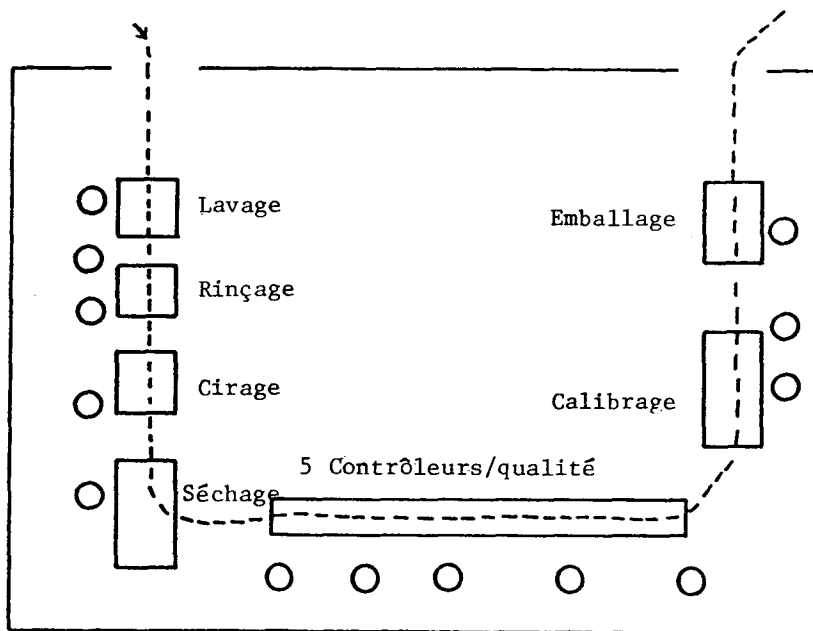 Lavage
Rinçage
Cirage
Séchage
5 Contrôleurs/qualité
Calibrage
Emballage